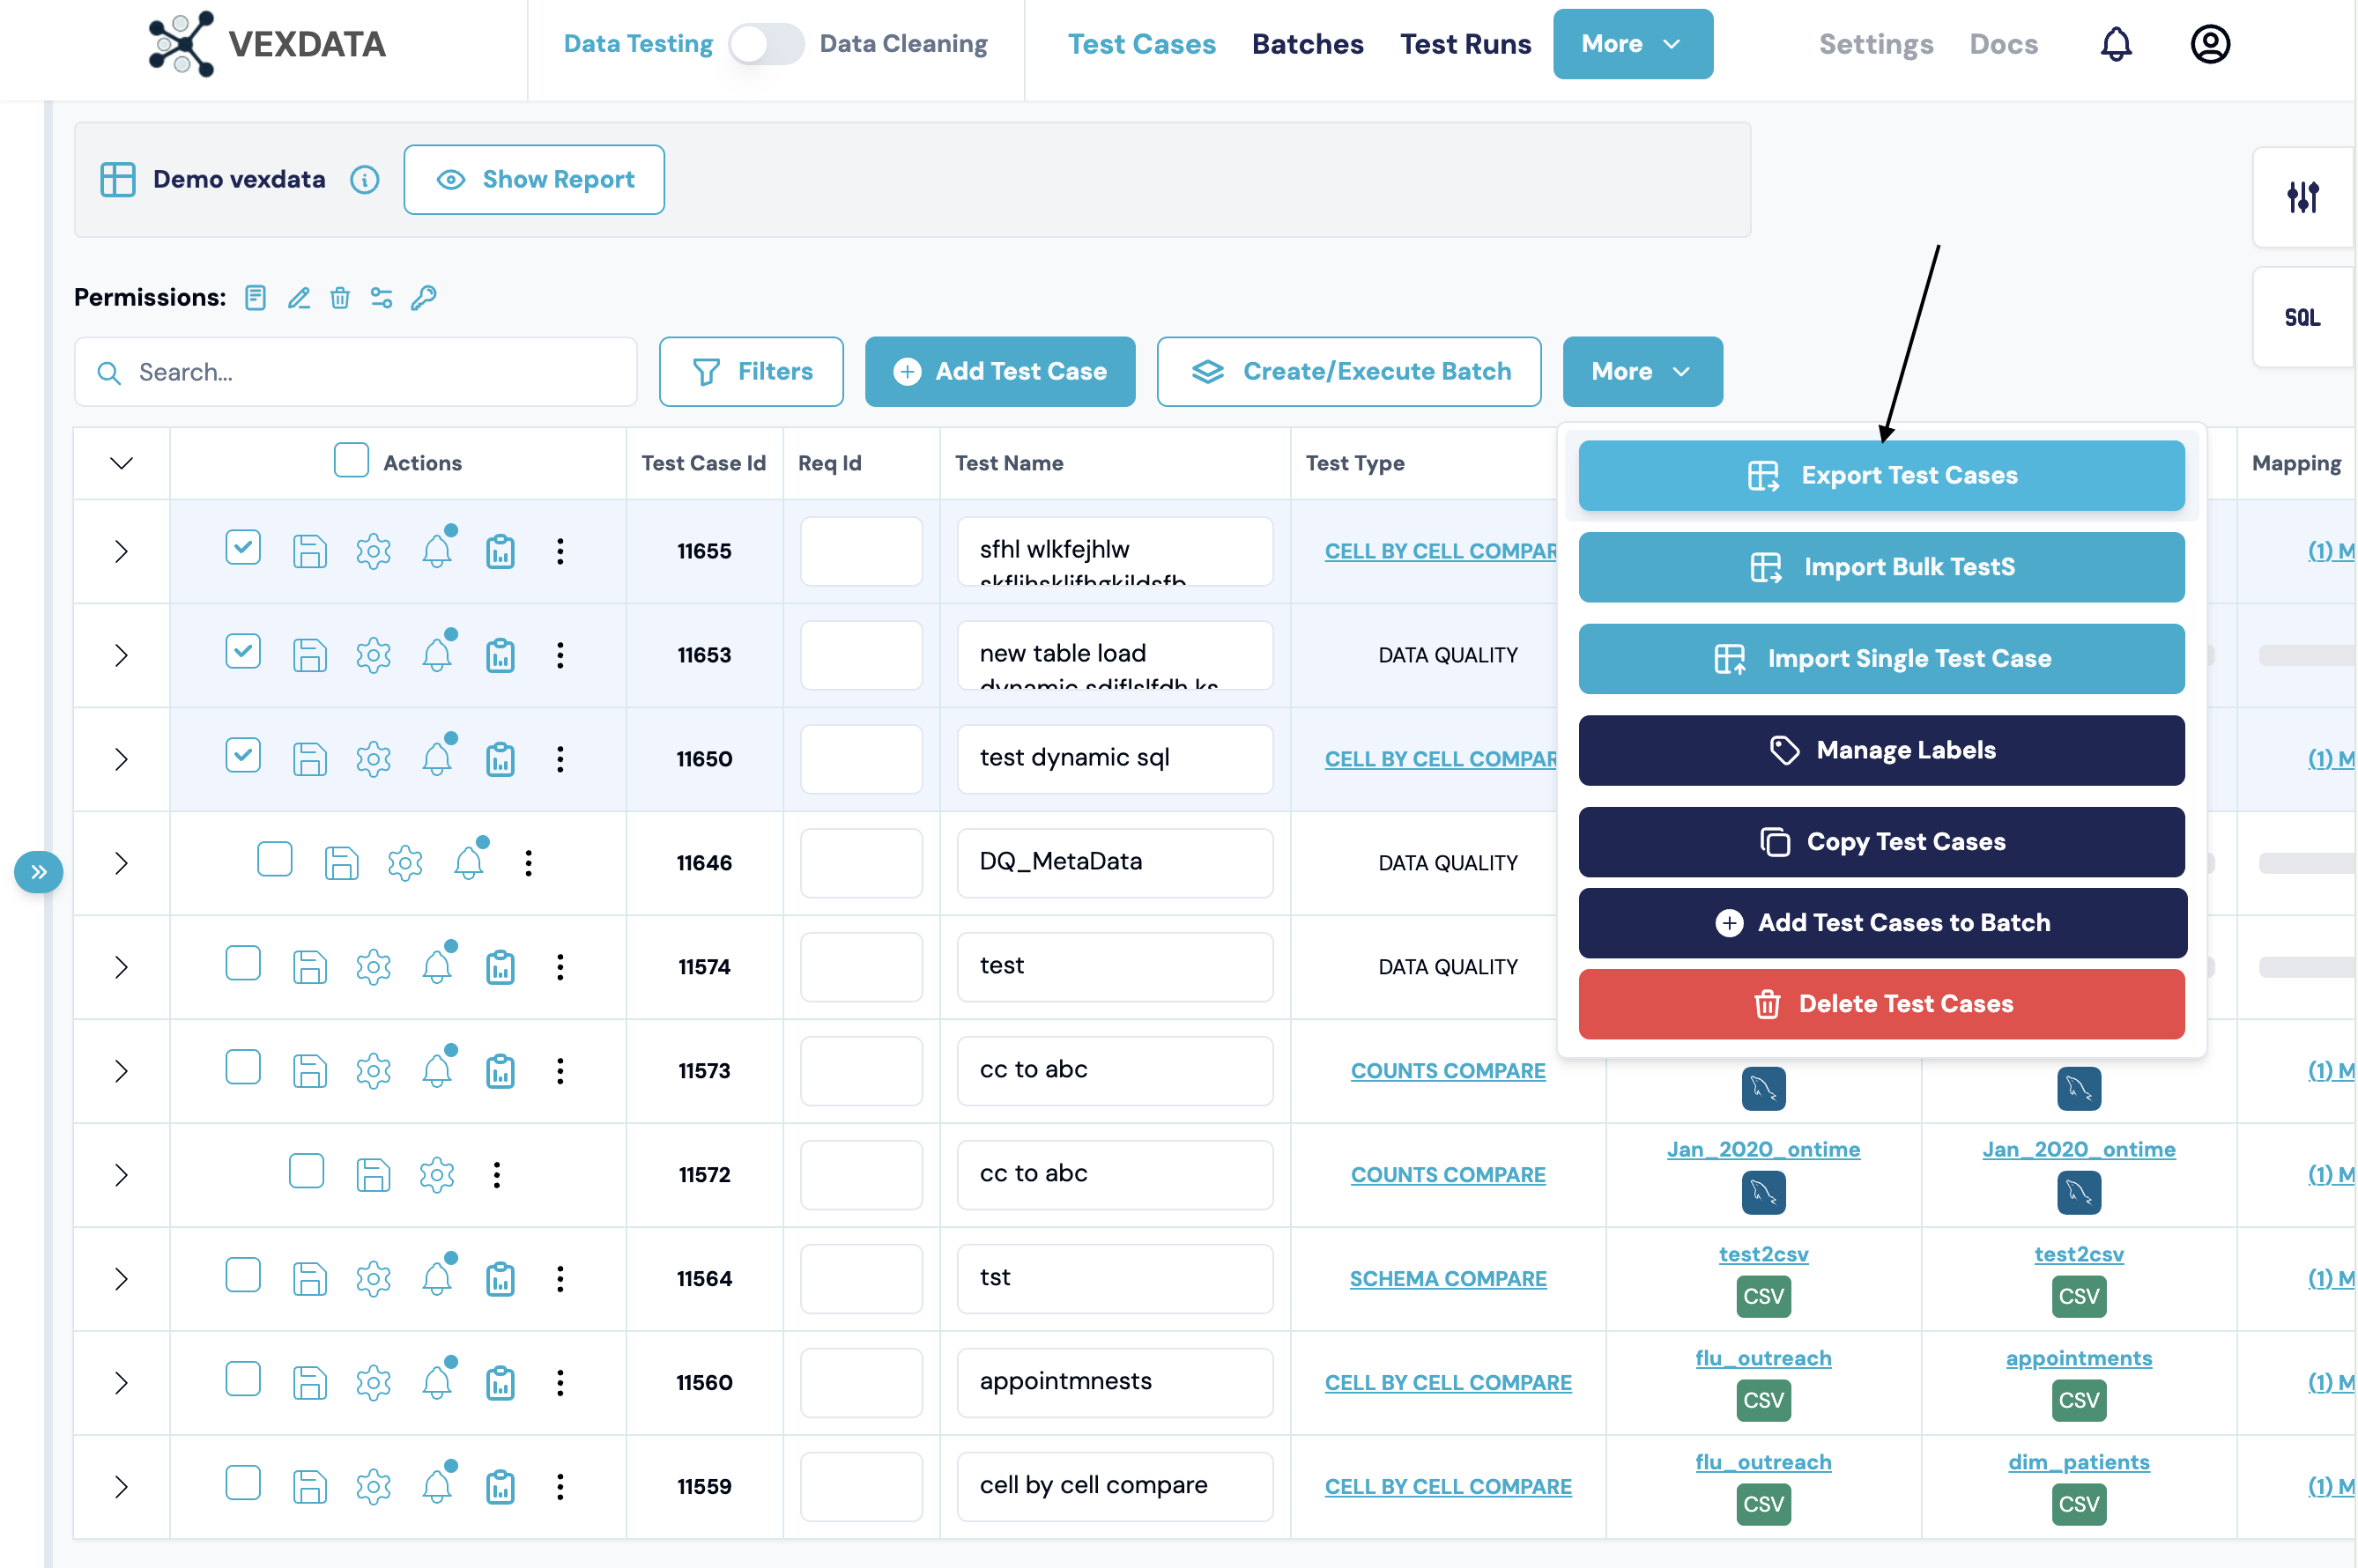 VEXDATA
Data Testing Data Cleaning
Test Cases Batches Test Runs More
Settings Docs
Demo vexdata Show Report
SQL
Permissions:
Search... Filters Add Test Case Create/Execute Batch More
Actions Test Case Id Req Id Test Name Test Type Mapping
Export Test Cases
Import Bulk TestS
Import Single Test Case
Manage Labels
Copy Test Cases
Add Test Cases to Batch
Delete Test Cases
11655 sfhl wlkfejhlw CELL BY CELL COMPAR (1) M
11653 new table load DATA QUALITY
11650 test dynamic sql CELL BY CELL COMPAR (1) M
11646 DQ_MetaData DATA QUALITY
11574 test DATA QUALITY
11573 cc to abc COUNTS COMPARE (1) M
Jan_2020_ontime Jan_2020_ontime
11572 cc to abc COUNTS COMPARE (1) M
test2csv test2csv
11564 tst SCHEMA COMPARE (1) M
CSV CSV
flu_outreach appointments
11560 appointmnests CELL BY CELL COMPARE (1) M
CSV CSV
flu_outreach dim_patients
11559 cell by cell compare CELL BY CELL COMPARE (1) M
CSV CSV